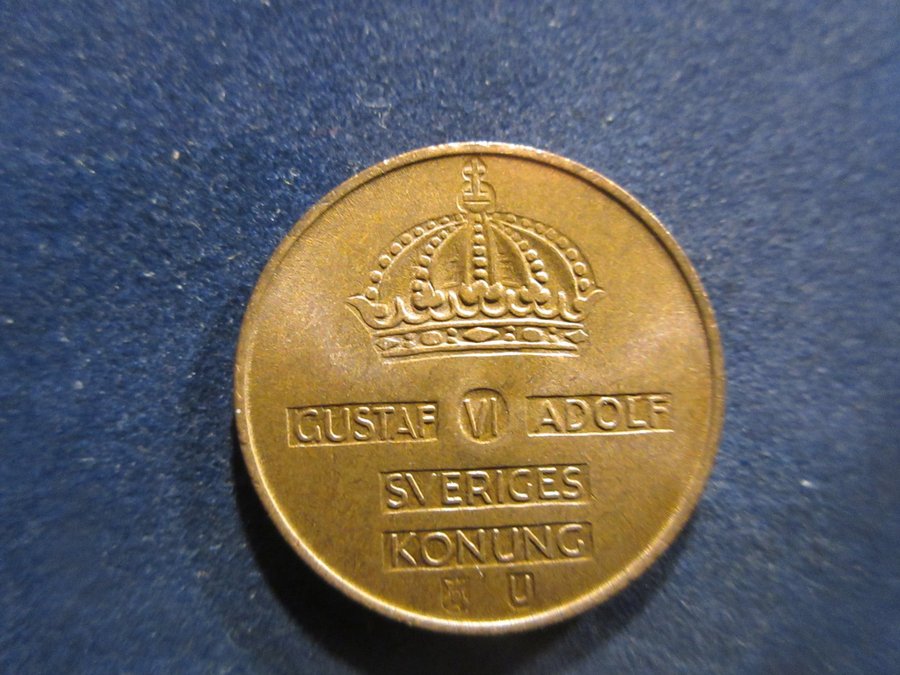 GUSTAF VI ADOLF
SVERIGES
KONUNG
U